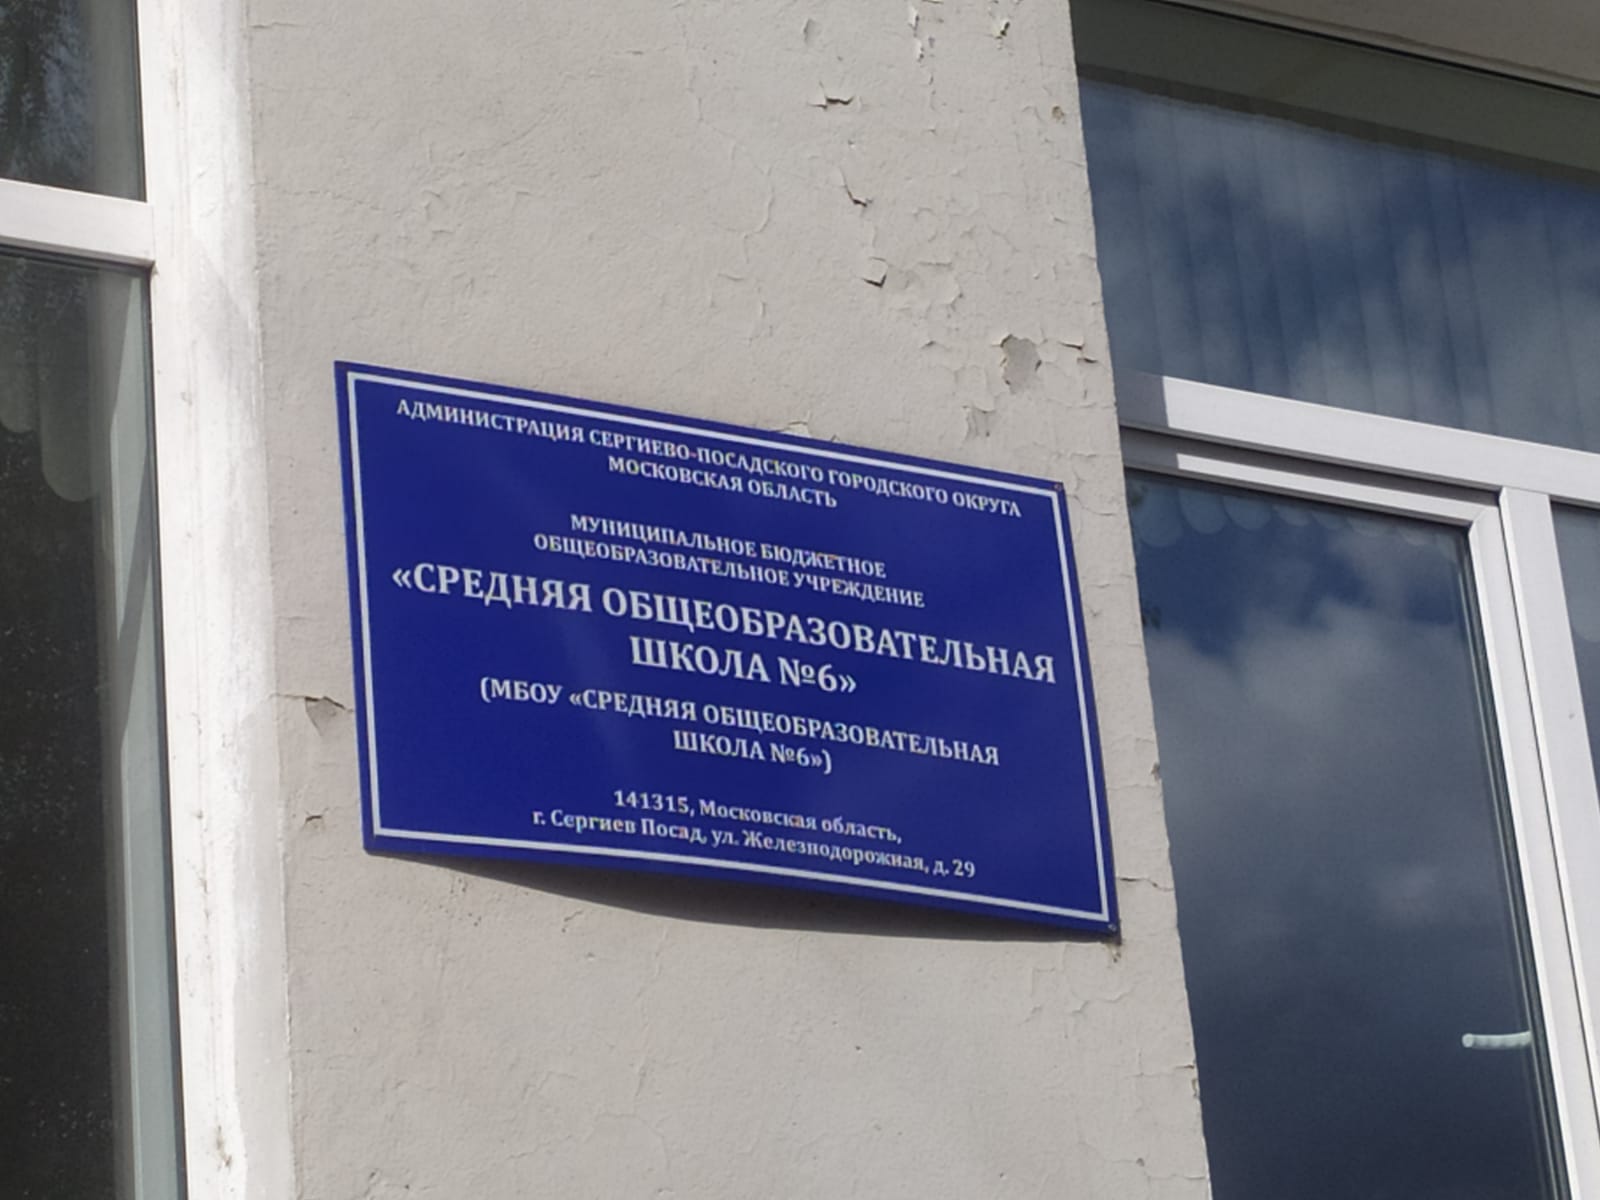 АДМИНИСТРАЦИЯ СЕРГИЕВО-ПОСАДСКОГО ГОРОДСКОГО ОКРУГА
МОСКОВСКАЯ ОБЛАСТЬ
МУНИЦИПАЛЬНОЕ БЮДЖЕТНОЕ
ОБЩЕОБРАЗОВАТЕЛЬНОЕ УЧРЕЖДЕНИЕ
«СРЕДНЯЯ ОБЩЕОБРАЗОВАТЕЛЬНАЯ
ШКОЛА №6»
(МБОУ «СРЕДНЯЯ ОБЩЕОБРАЗОВАТЕЛЬНАЯ
ШКОЛА №6»)
141315, Московская область,
г. Сергиев Посад, ул. Железнодорожная, д. 29